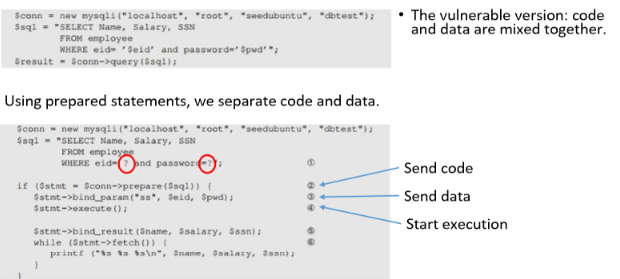 $conn = new mysqli("localhost", "root", "seedubuntu", "dbtest");
$sql = "SELECT Name, Salary, SSN
FROM employee
WHERE eid= '$eid' and password='$pwd'";
$result = $conn->query($sql);
• The vulnerable version: code
and data are mixed together.
Using prepared statements, we separate code and data.
$conn = new mysqli("localhost", "root", "seedubuntu", "dbtest");
$sql = "SELECT Name, Salary, SSN
FROM employee
WHERE eid= ? and password=?"; ①
if ($stmt = $conn->prepare($sql)) { ②
$stmt->bind_param("ss", $eid, $pwd); ③
$stmt->execute(); ④
$stmt->bind_result($name, $salary, $ssn); ⑤
while ($stmt->fetch()) { ⑥
printf ("%s %s %s\n", $name, $salary, $ssn);
}
}
Send code
Send data
Start execution